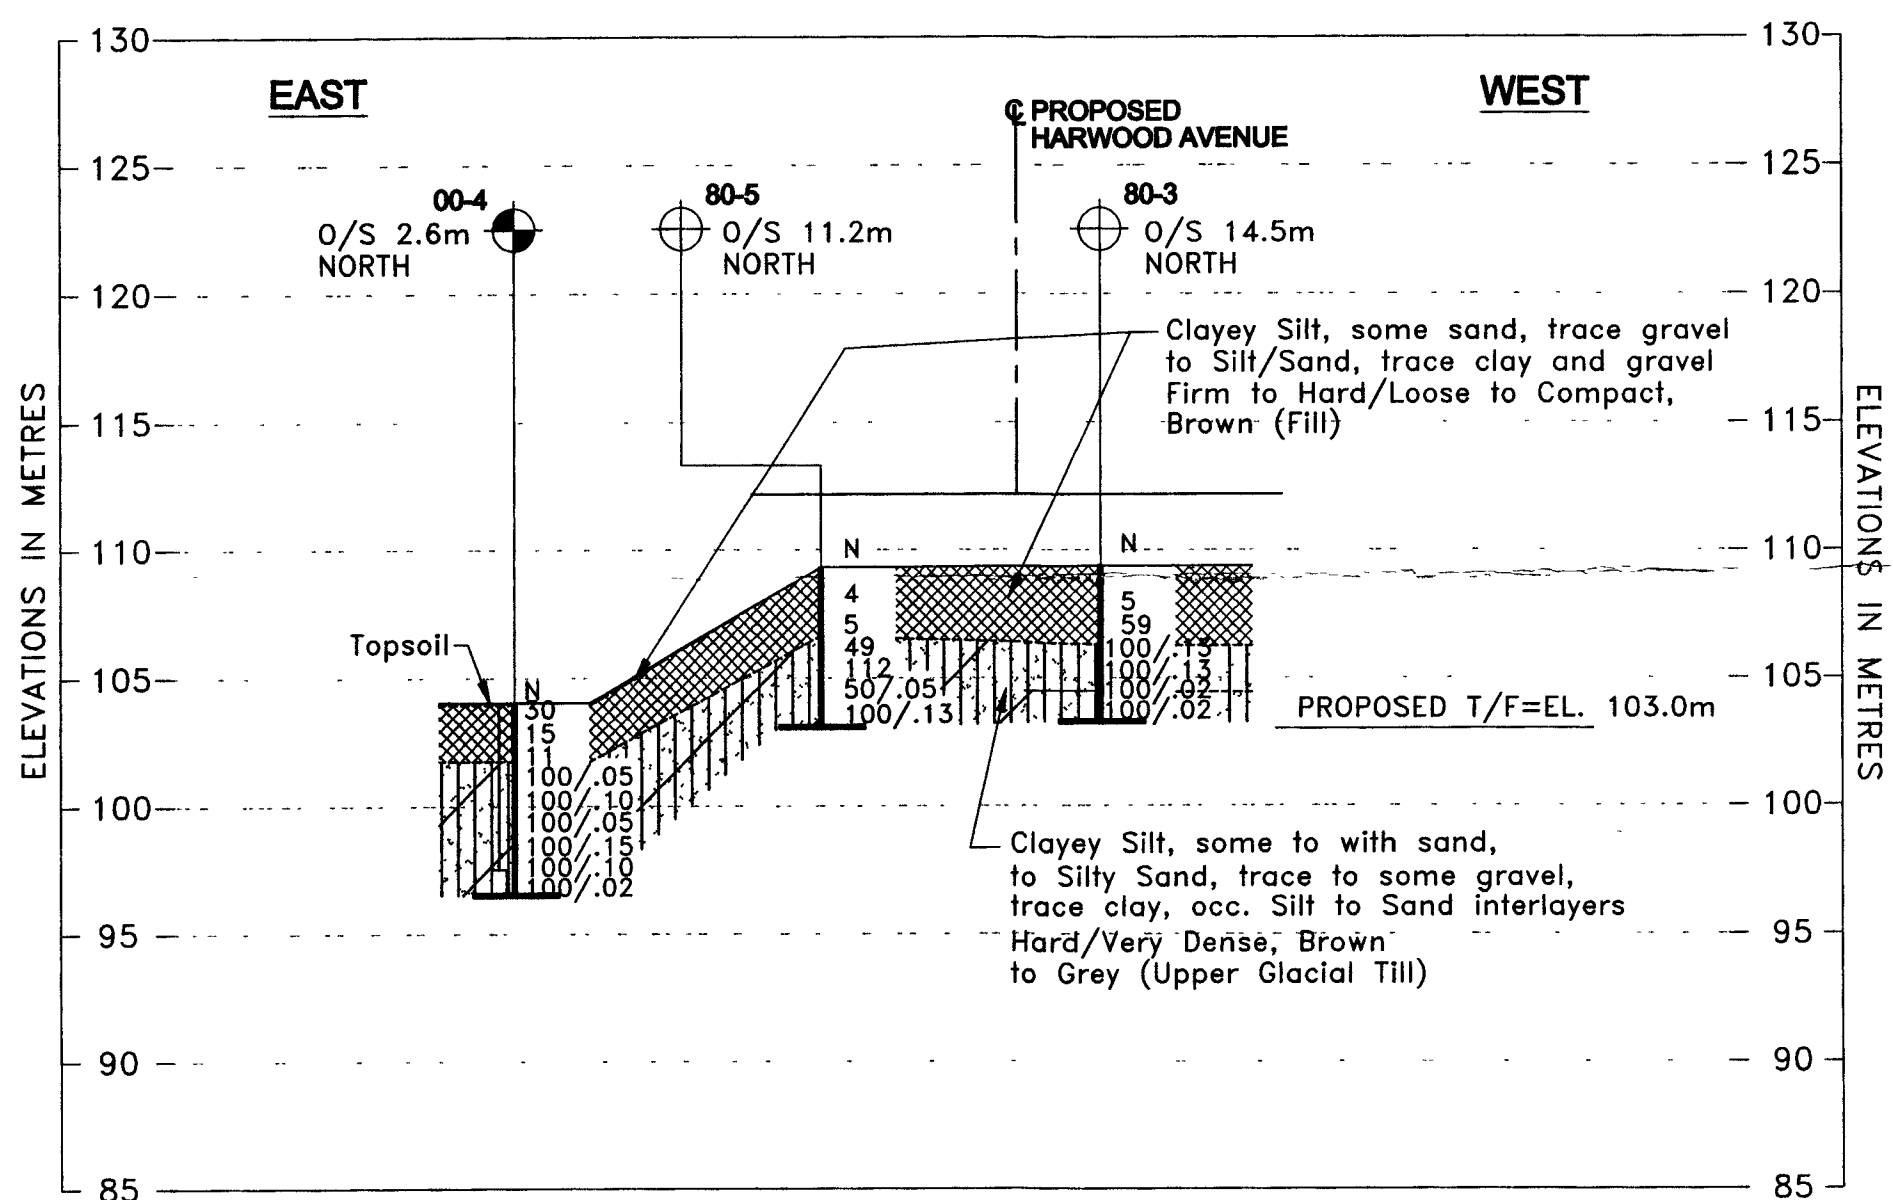 130
130
EAST
WEST
℄ PROPOSED
HARWOOD AVENUE
125
125
00-4
O/S 2.6m
NORTH
80-5
O/S 11.2m
NORTH
80-3
O/S 14.5m
NORTH
120
120
Clayey Silt, some sand, trace gravel
to Silt/Sand, trace clay and gravel
Firm to Hard/Loose to Compact,
Brown (Fill)
ELEVATIONS IN METRES
ELEVATIONS IN METRES
115
115
110
110
Topsoil
105
105
N
30
15
11
100/.05
100/.10
100/.05
100/.15
100/.10
100/.02
N
4
5
49
112
50/.05
100/.13
N
5
59
100/.13
100/.13
100/.02
100/.02
PROPOSED T/F=EL. 103.0m
100
100
Clayey Silt, some to with sand,
to Silty Sand, trace to some gravel,
trace clay, occ. Silt to Sand interlayers
Hard/Very Dense, Brown
to Grey (Upper Glacial Till)
95
95
90
90
85
85